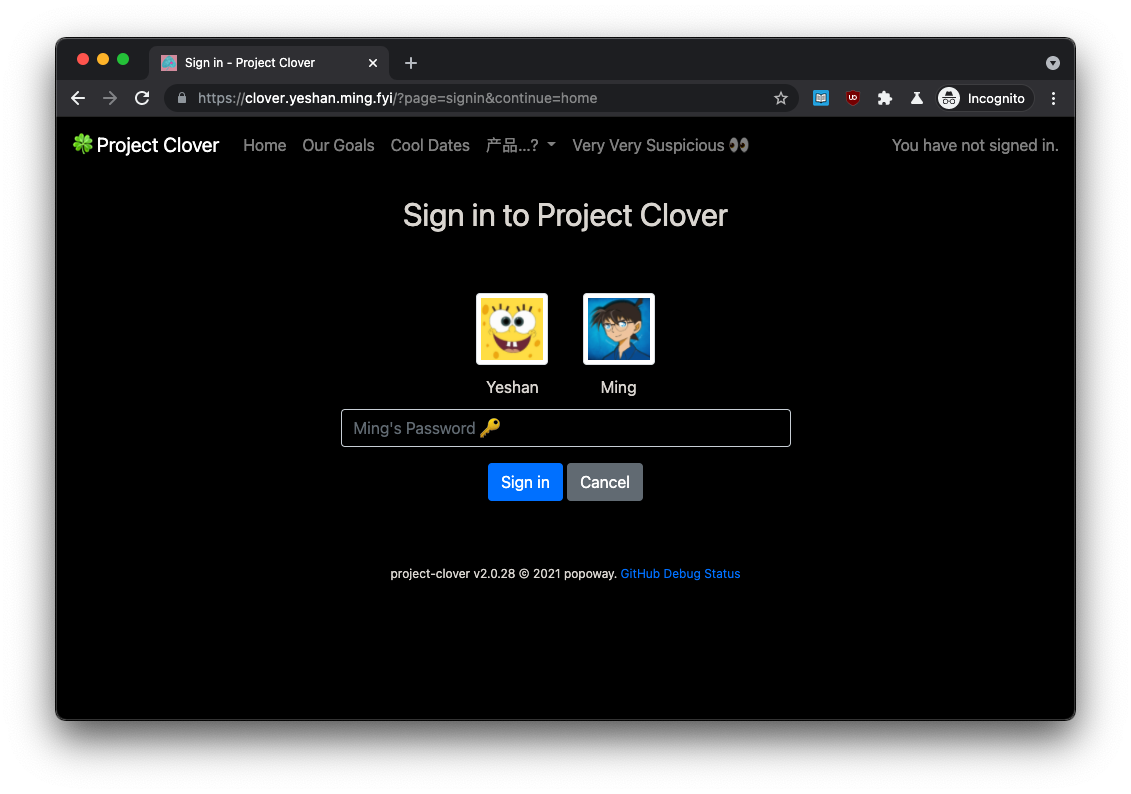 Sign in - Project Clover
https://clover.yeshan.ming.fyi/?page=signin&continue=home
UD
Incognito
🍀Project Clover Home Our Goals Cool Dates 产品...? Very Very Suspicious 👀 You have not signed in.
Sign in to Project Clover
Yeshan Ming
Ming's Password 🔑
Sign in Cancel
project-clover v2.0.28 © 2021 popoway. GitHub Debug Status